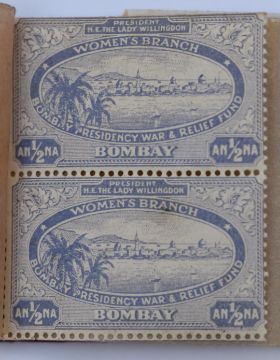 PRESIDENT
H.E. THE LADY WILLINGDON
WOMEN'S BRANCH
BOMBAY PRESIDENCY WAR & RELIEF FUND
AN ½ NA
BOMBAY
AN ½ NA
PRESIDENT
H.E. THE LADY WILLINGDON
WOMEN'S BRANCH
BOMBAY PRESIDENCY WAR & RELIEF FUND
AN ½ NA
BOMBAY
AN ½ NA